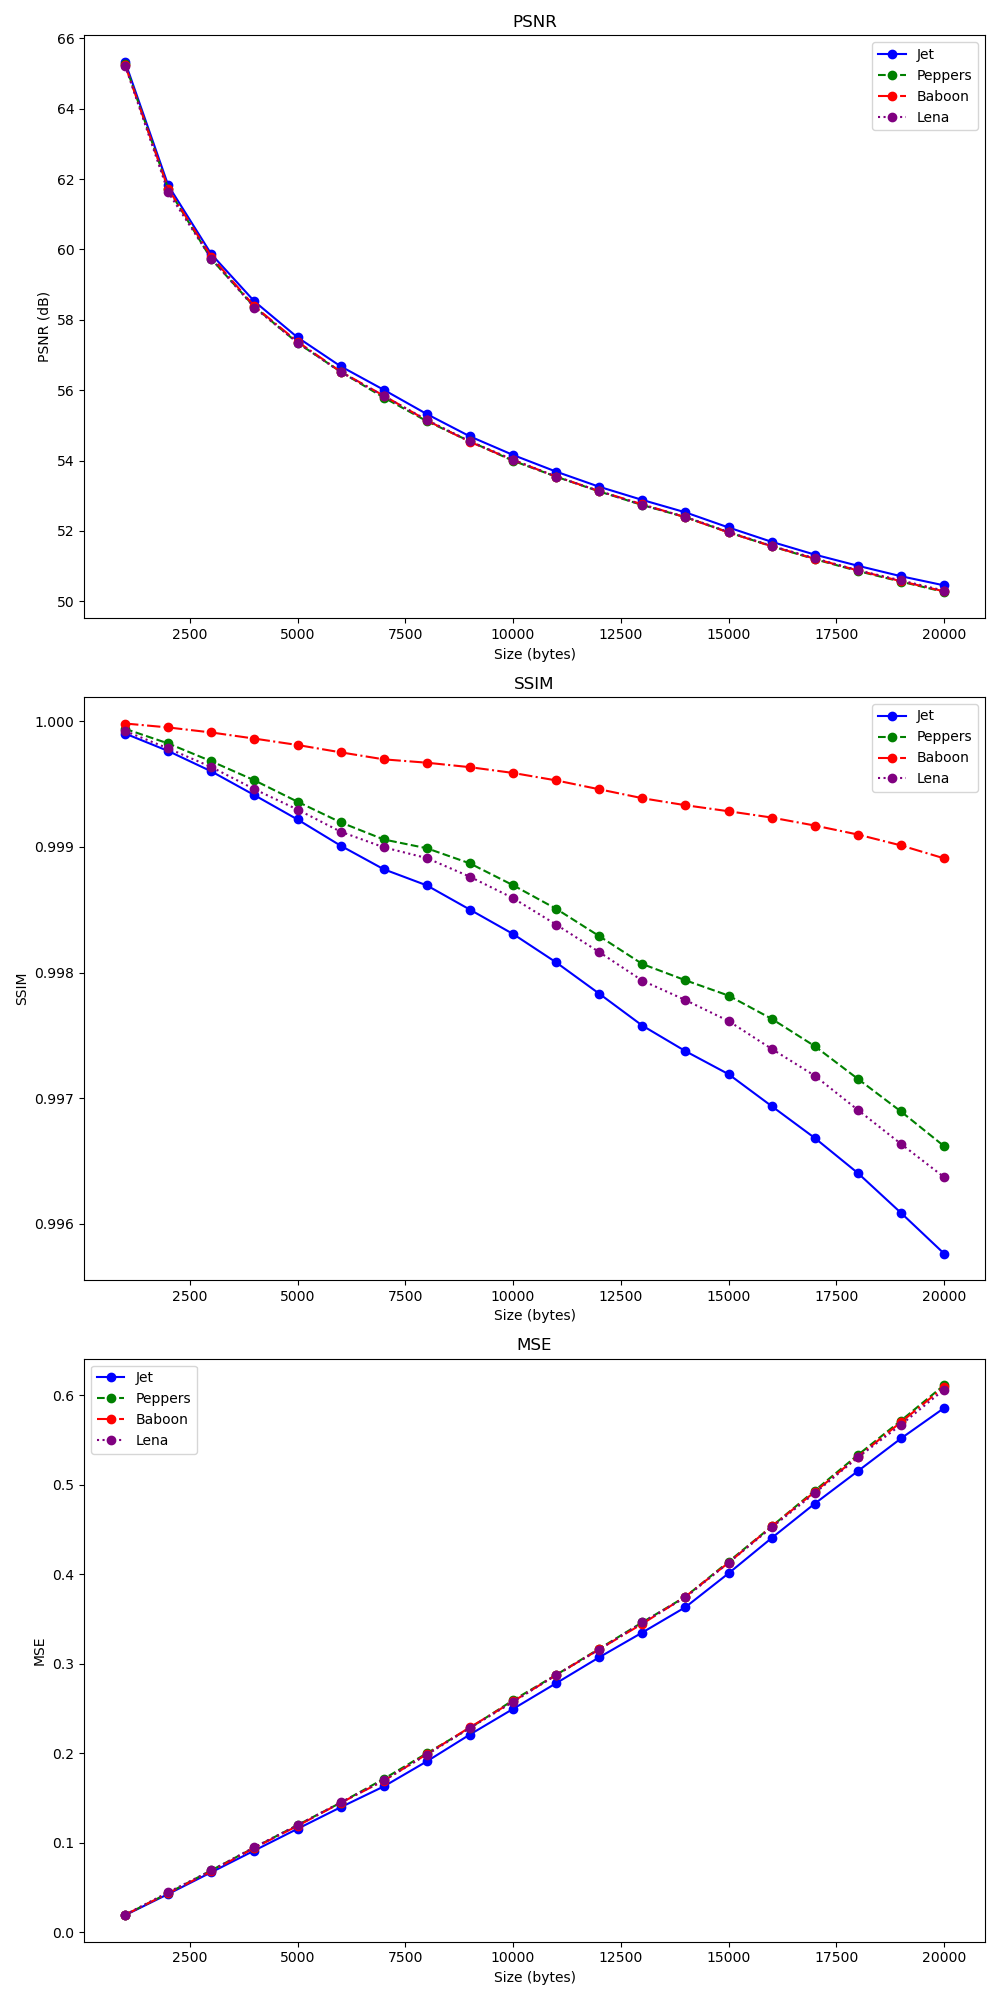 PSNR
66
64
62
60
58
56
54
52
50
PSNR (dB)
Jet
Peppers
Baboon
Lena
2500 5000 7500 10000 12500 15000 17500 20000
Size (bytes)
SSIM
1.000
0.999
0.998
0.997
0.996
SSIM
Jet
Peppers
Baboon
Lena
2500 5000 7500 10000 12500 15000 17500 20000
Size (bytes)
MSE
Jet
Peppers
Baboon
Lena
0.6
0.5
0.4
0.3
0.2
0.1
0.0
MSE
2500 5000 7500 10000 12500 15000 17500 20000
Size (bytes)